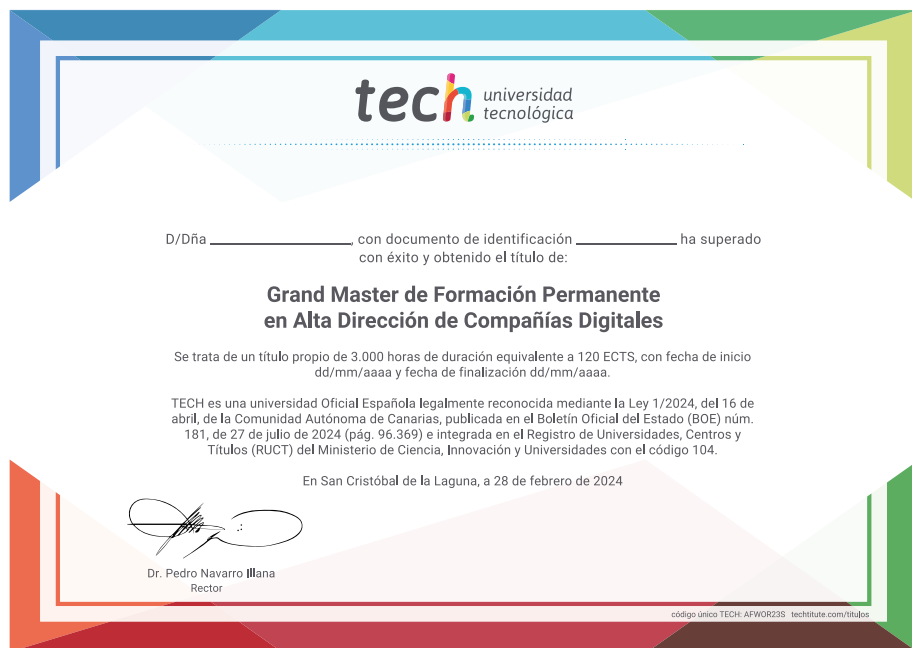 tech universidad
tecnológica
D/Dña ______________, con documento de identificación __________ ha superado
con éxito y obtenido el título de:
Grand Master de Formación Permanente
en Alta Dirección de Compañías Digitales
Se trata de un título propio de 3.000 horas de duración equivalente a 120 ECTS, con fecha de inicio
dd/mm/aaaa y fecha de finalización dd/mm/aaaa.
TECH es una universidad Oficial Española legalmente reconocida mediante la Ley 1/2024, del 16 de
abril, de la Comunidad Autónoma de Canarias, publicada en el Boletín Oficial del Estado (BOE) núm.
181, de 27 de julio de 2024 (pág. 96.369) e integrada en el Registro de Universidades, Centros y
Títulos (RUCT) del Ministerio de Ciencia, Innovación y Universidades con el código 104.
En San Cristóbal de la Laguna, a 28 de febrero de 2024
Dr. Pedro Navarro Illana
Rector
código único TECH: AFWOR23S techtitute.com/titulos